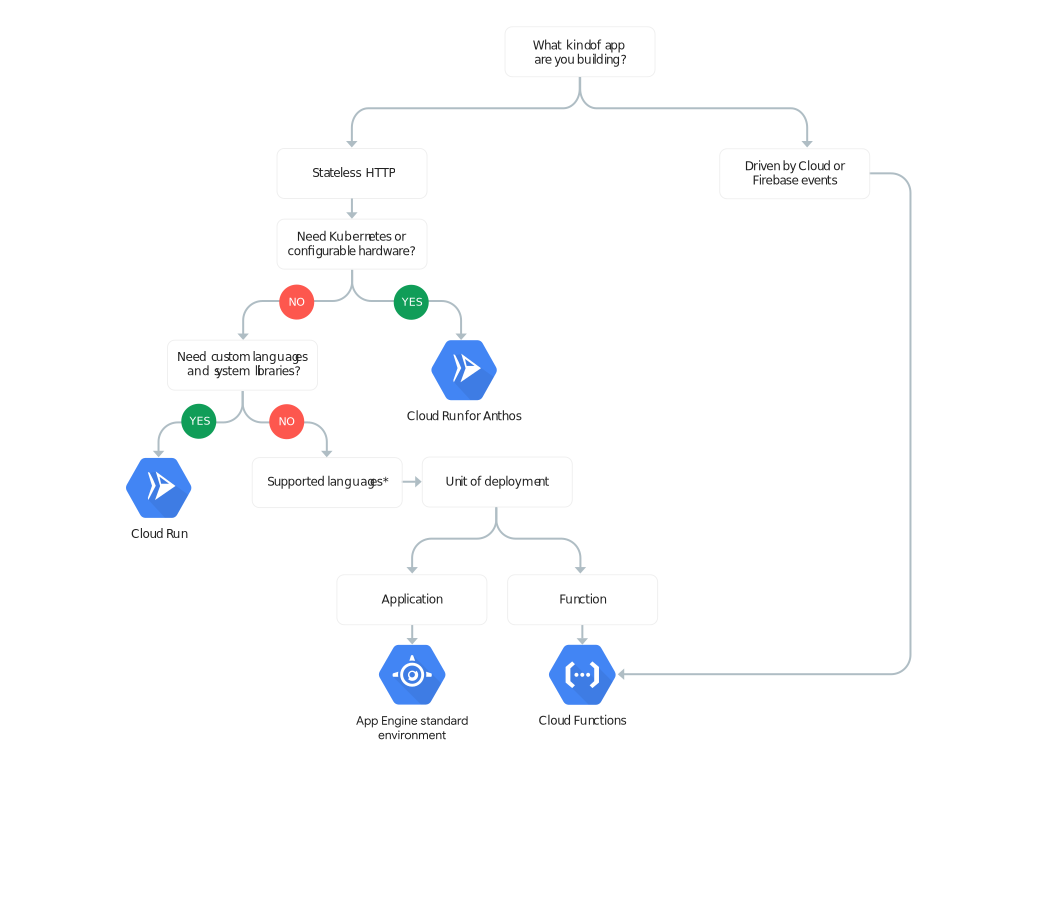 What kind of app
are you building?
Stateless HTTP
Driven by Cloud or
Firebase events
Need Kubernetes or
configurable hardware?
NO
YES
Need custom languages
and system libraries?
Cloud Run for Anthos
YES
NO
Supported languages*
Unit of deployment
Cloud Run
Application
Function
App Engine standard
environment
Cloud Functions